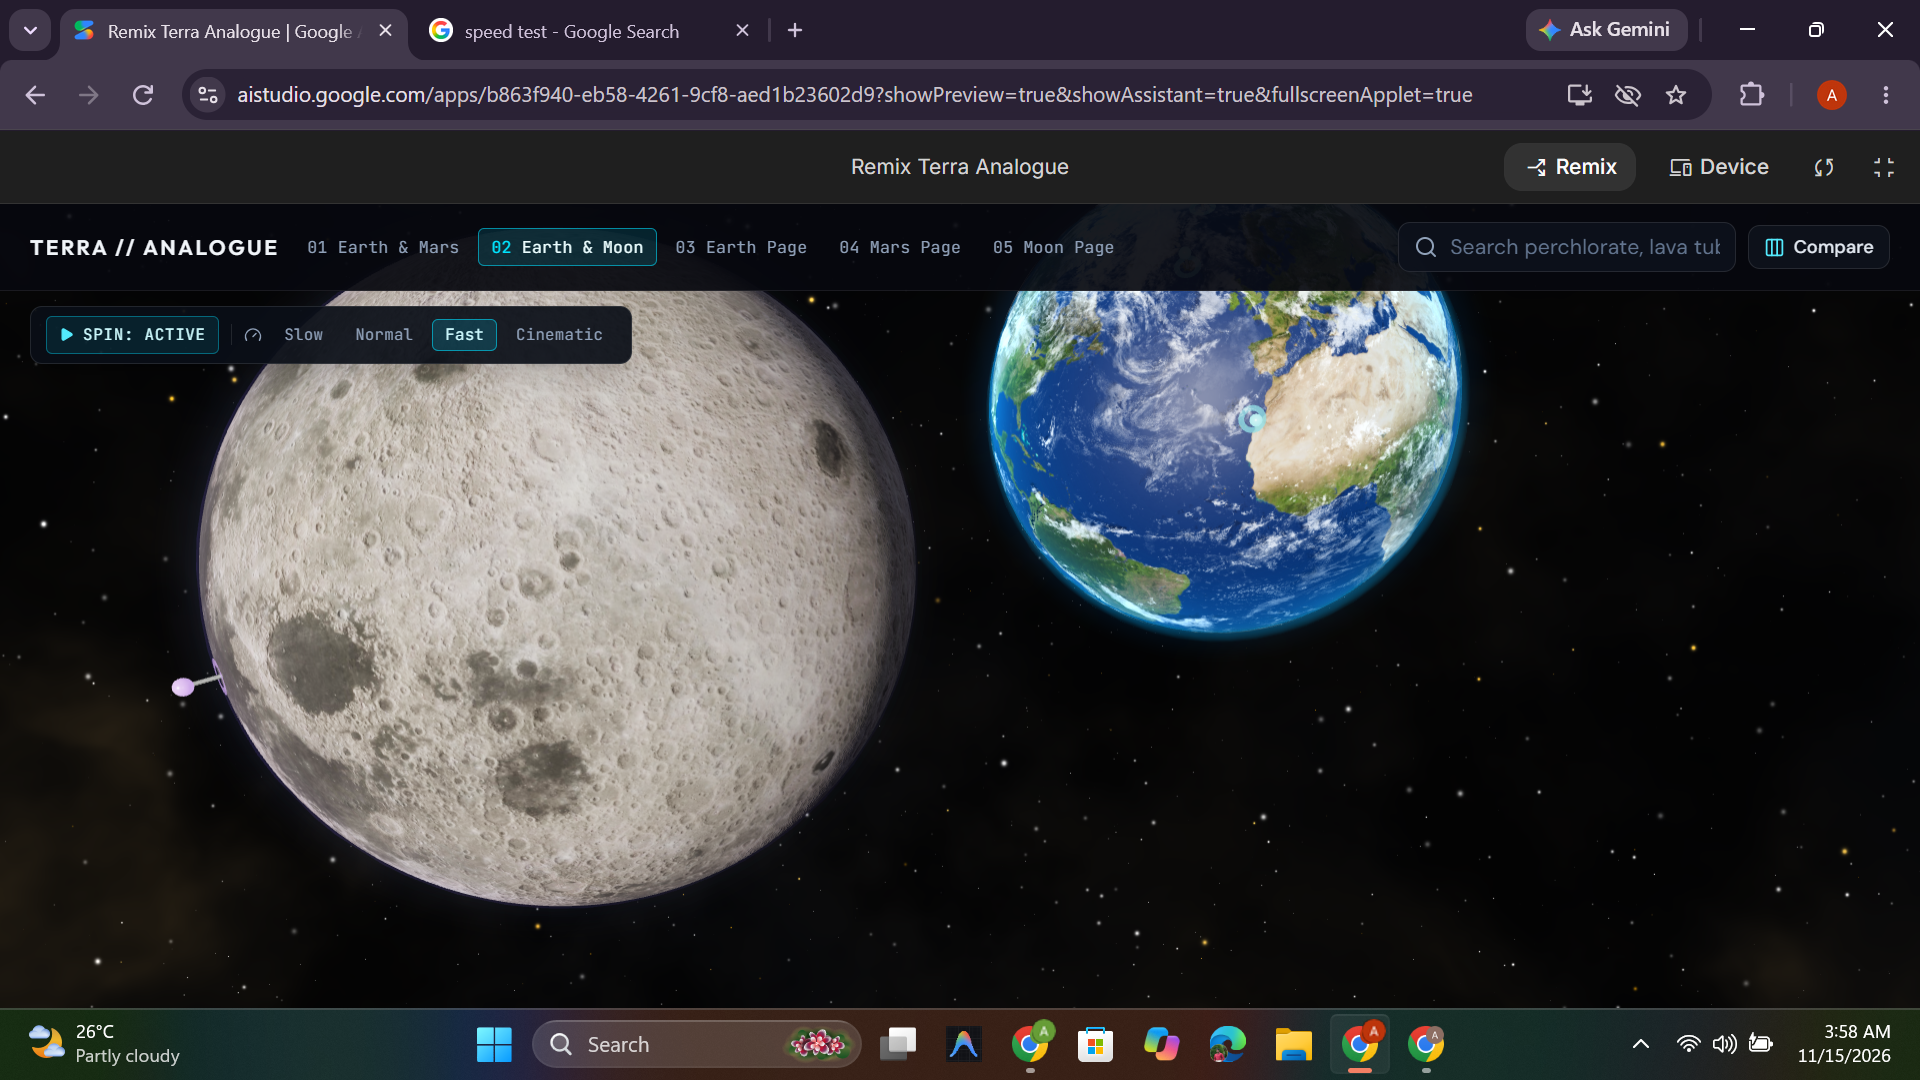 Remix Terra Analogue | Google
speed test - Google Search
Ask Gemini
aistudio.google.com/apps/b863f940-eb58-4261-9cf8-aed1b23602d9?showPreview=true&showAssistant=true&fullscreenApplet=true
A
Remix Terra Analogue
Remix
Device
TERRA // ANALOGUE
01 Earth & Mars
02 Earth & Moon
03 Earth Page
04 Mars Page
05 Moon Page
Search perchlorate, lava tub
Compare
SPIN: ACTIVE
Slow
Normal
Fast
Cinematic
26°C
Partly cloudy
Search
A
A
A
3:58 AM
11/15/2026